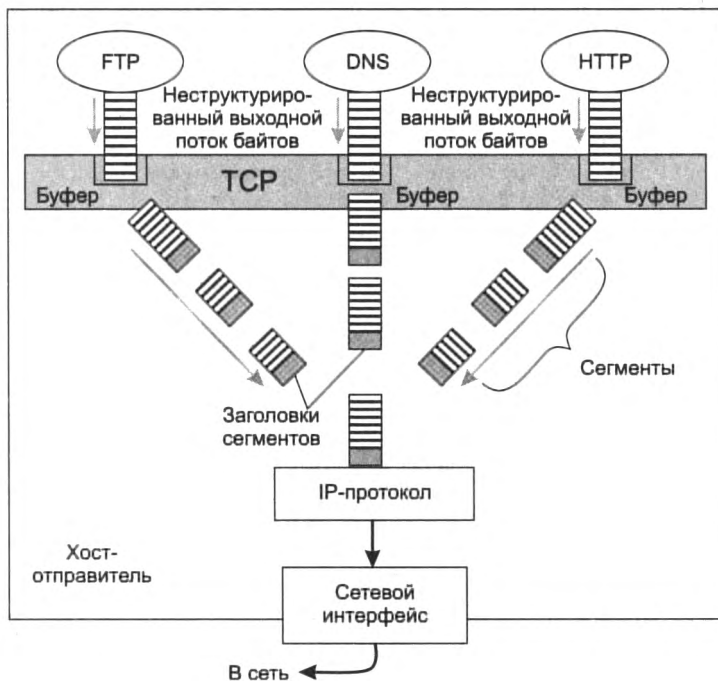 FTP
DNS
HTTP
Неструктуриро-
ванный выходной
поток байтов
Неструктуриро-
ванный выходной
поток байтов
Буфер
TCP
Буфер
Буфер
Сегменты
Заголовки
сегментов
IP-протокол
Хост-
отправитель
Сетевой
интерфейс
В сеть